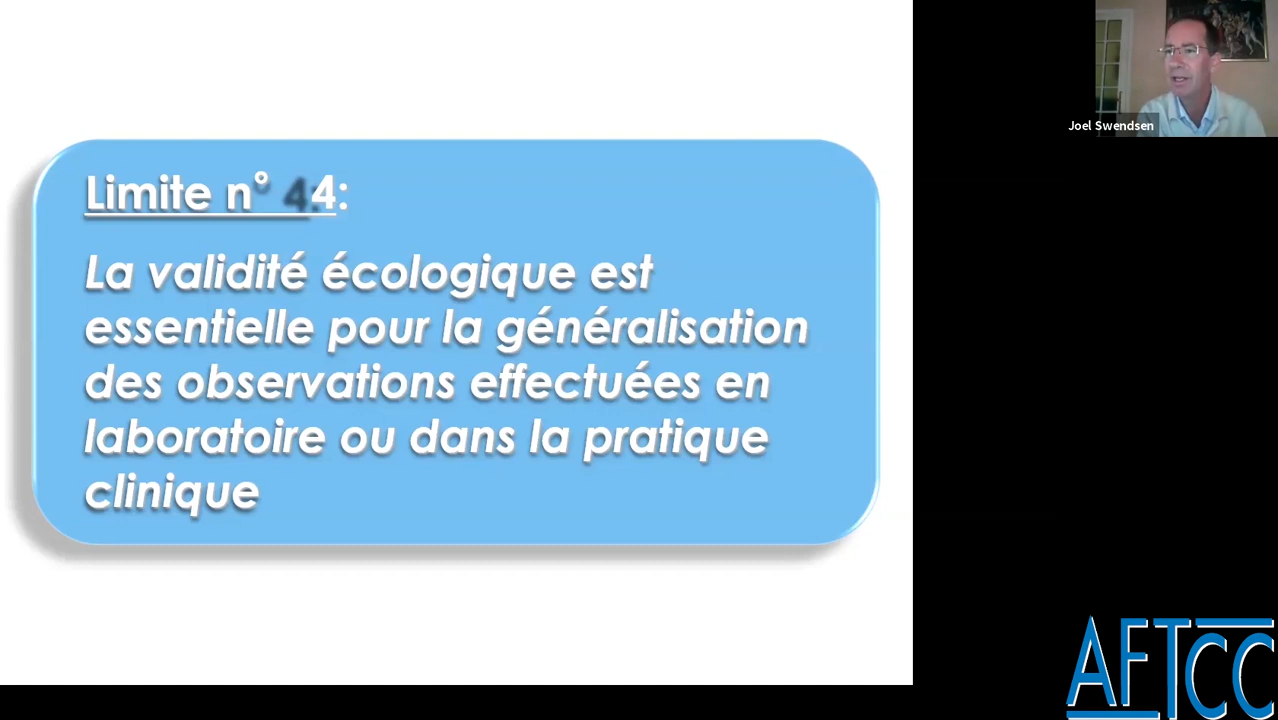 Limite n° 4:
La validité écologique est
essentielle pour la généralisation
des observations effectuées en
laboratoire ou dans la pratique
clinique
Joel Swendsen
AFTCC